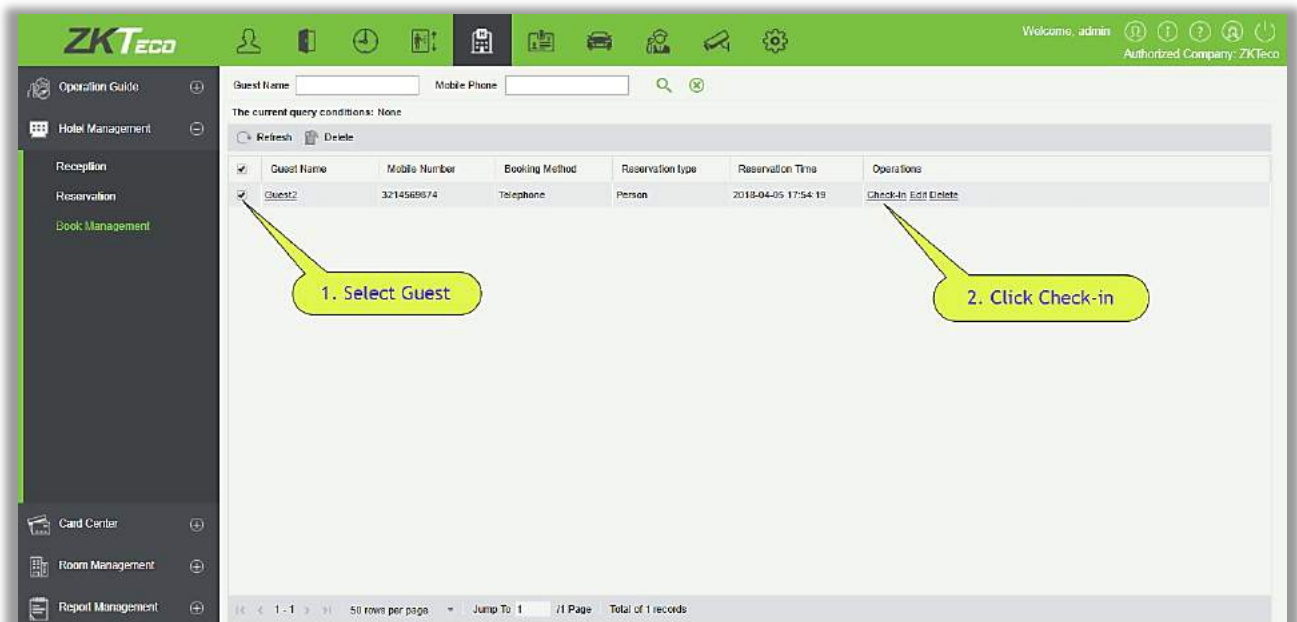 ZKTECO
Welcome, admin
Authorized Company: ZKTeco
Operation Guide
Hotel Management
Reception
Reservation
Book Management
Card Center
Room Management
Report Management
Guest Name Mobile Phone
The current query conditions: None
Refresh Delete
Guest Name Mobile Number Booking Method Reservation type Reservation Time Operations
Guest2 3214569874 Telephone Person 2018-04-05 17:54:19 Check-In Edit Delete
1. Select Guest
2. Click Check-in
1-1 50 rows per page Jump To 1 /1 Page Total of 1 records